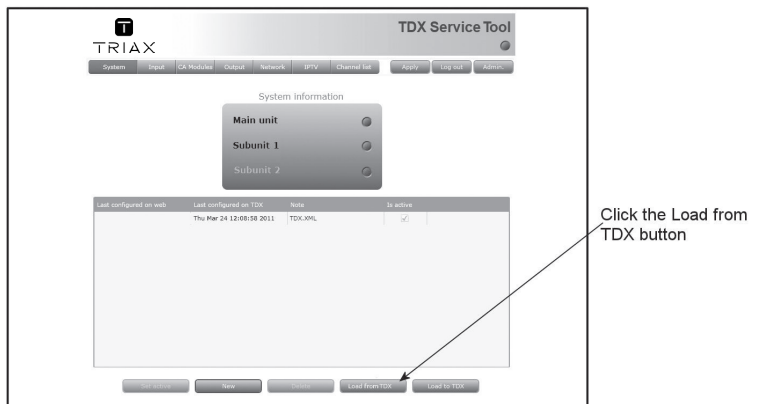 TRIAX
TDX Service Tool
System Input CA Modules Output Network IPTV Channel list Apply Log out Admin.
System information
Main unit
Subunit 1
Subunit 2
Last configured on web Last configured on TDX Note Is active
Thu Mar 24 12:08:58 2011 TDX.XML
Click the Load from
TDX button
Set active New Delete Load from TDX Load to TDX